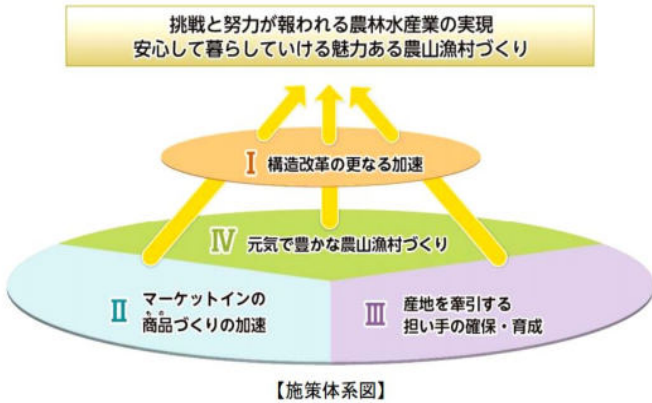 挑戦と努力が報われる農林水産業の実現
安心して暮らしていける魅力ある農山漁村づくり
Ⅰ 構造改革の更なる加速
Ⅳ 元気で豊かな農山漁村づくり
Ⅱ マーケットインの
商品づくりの加速
もの
Ⅲ 産地を牽引する
担い手の確保・育成
【施策体系図】